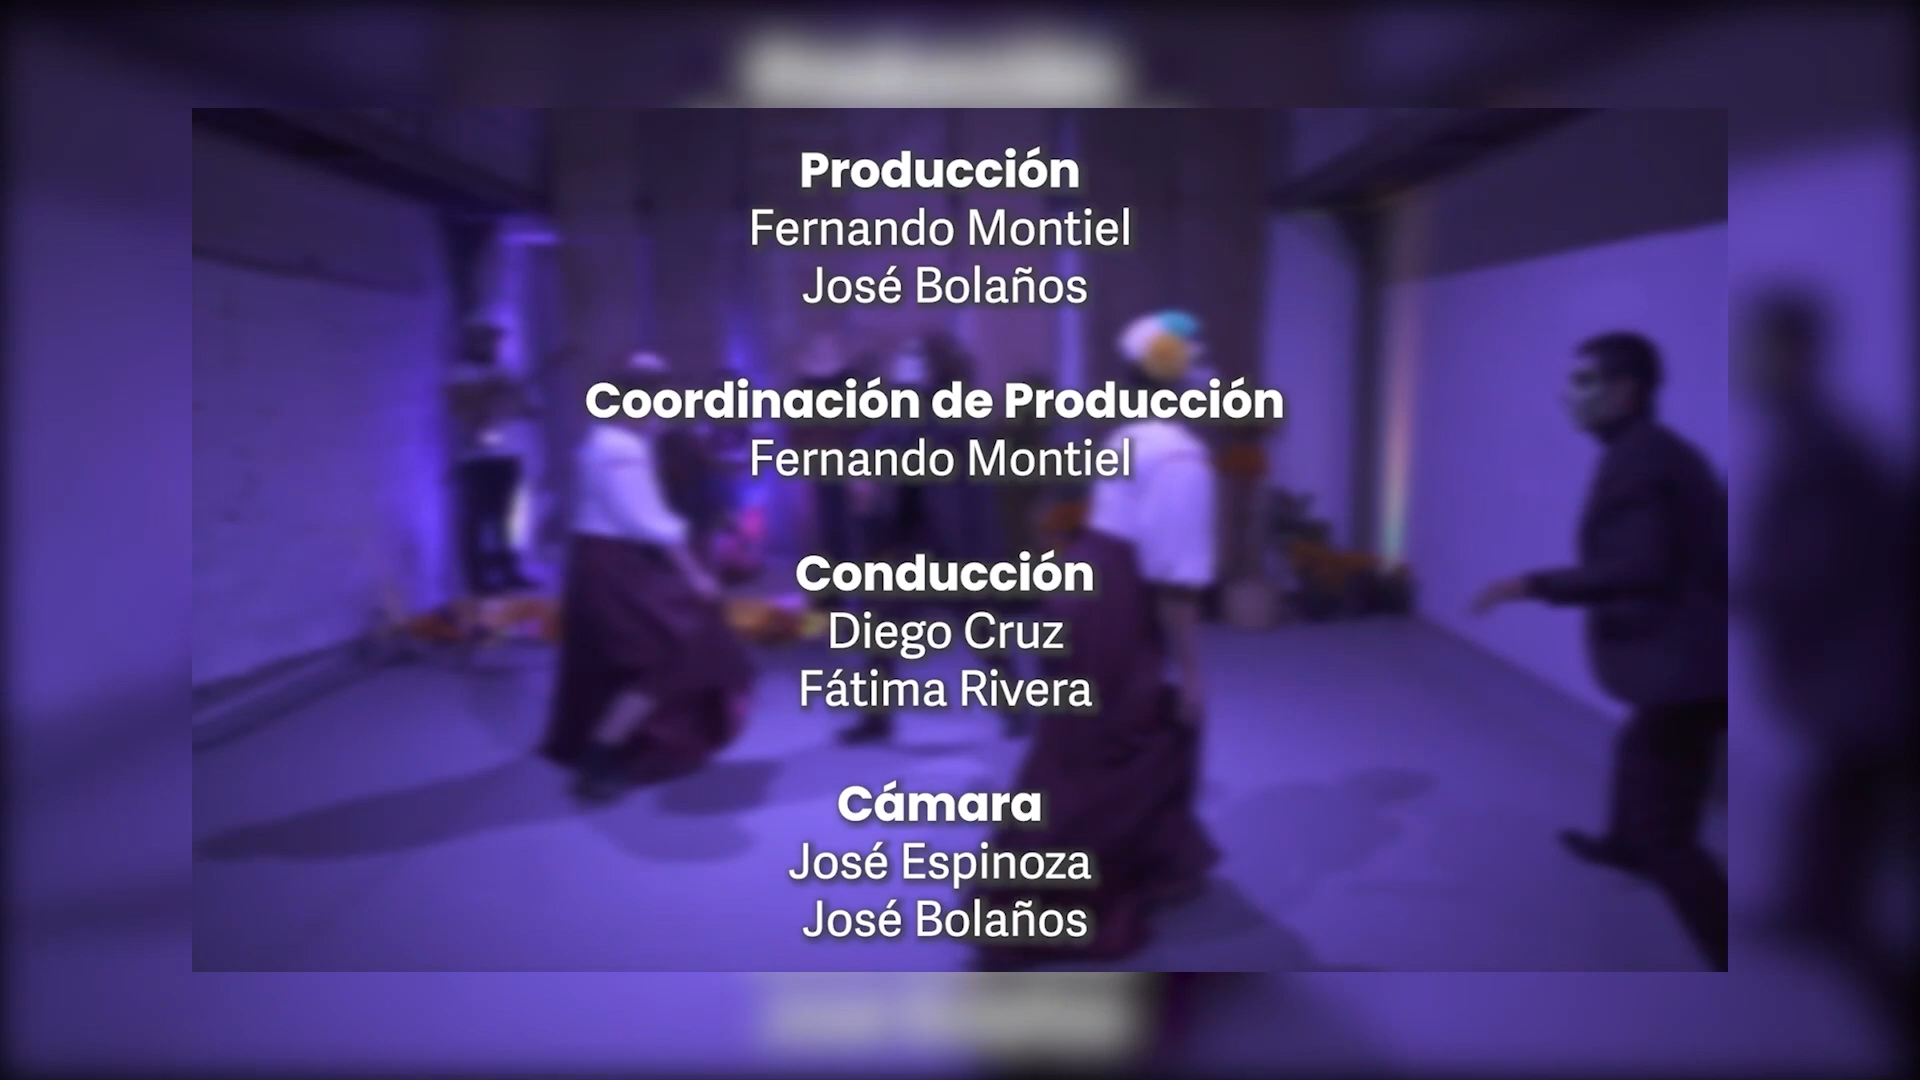 Producción
Fernando Montiel
José Bolaños
Coordinación de Producción
Fernando Montiel
Conducción
Diego Cruz
Fátima Rivera
Cámara
José Espinoza
José Bolaños